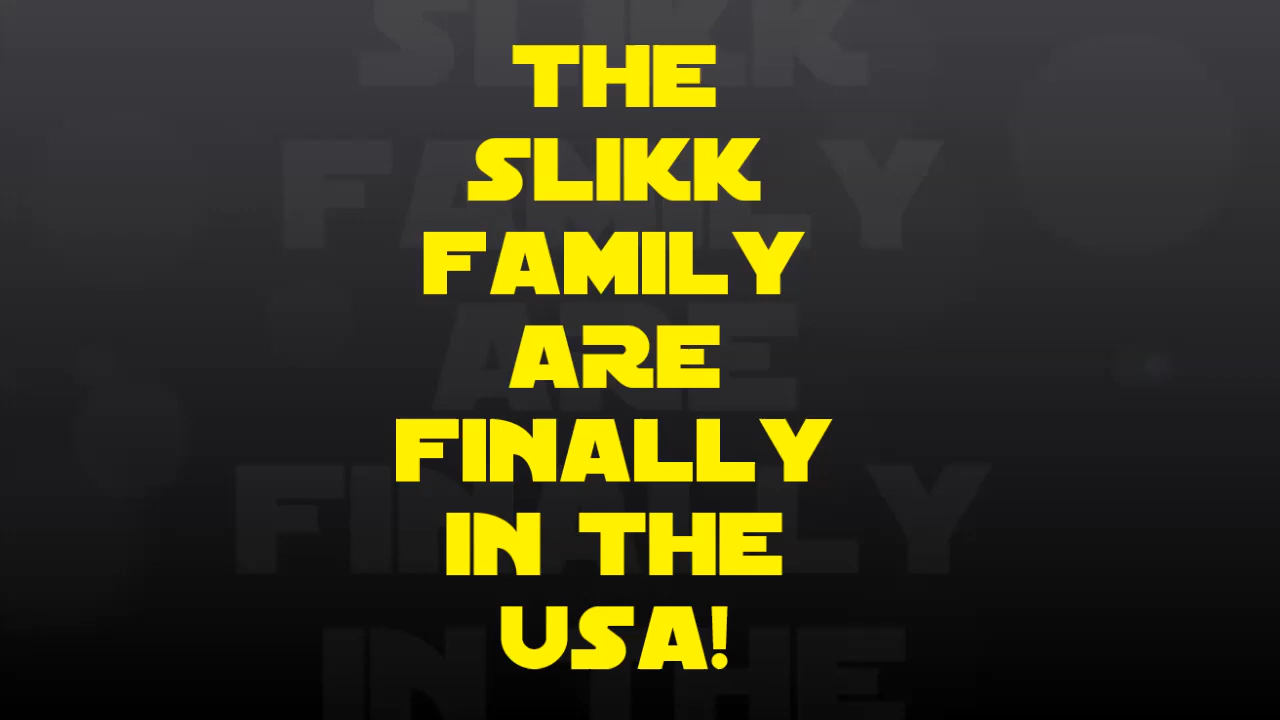 THE
SLIKK
FAMILY
ARE
FINALLY
IN THE
USA!